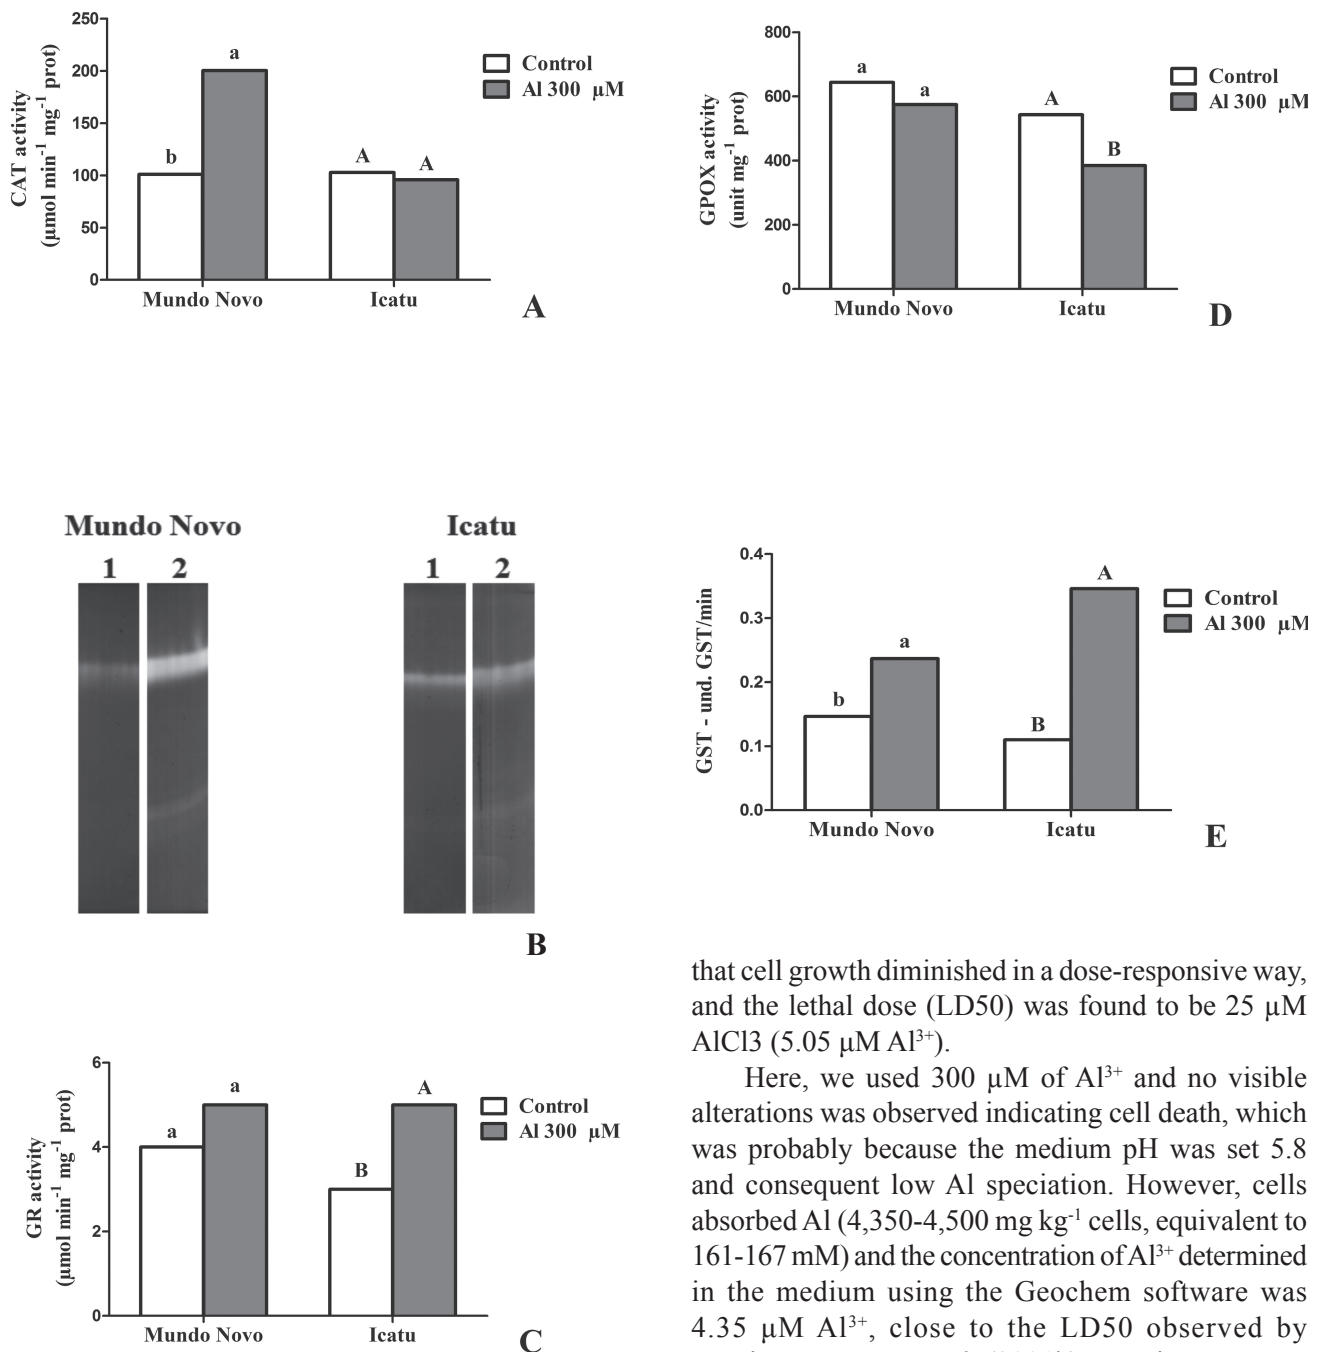 250
200
150
100
50
0
CAT activity
(µmol min⁻¹ mg⁻¹ prot)
b
a
A
A
Mundo Novo
Icatu
Control
Al 300 µM
A
Mundo Novo
Icatu
1
2
1
2
B
6
4
2
0
GR activity
(µmol min⁻¹ mg⁻¹ prot)
a
a
B
A
Mundo Novo
Icatu
Control
Al 300 µM
C
800
600
400
200
0
GPOX activity
(unit mg⁻¹ prot)
a
a
A
B
Mundo Novo
Icatu
Control
Al 300 µM
D
0.4
0.3
0.2
0.1
0.0
GST - und. GST/min
b
a
B
A
Mundo Novo
Icatu
Control
Al 300 µM
E
that cell growth diminished in a dose-responsive way,
and the lethal dose (LD50) was found to be 25 µM
AlCl3 (5.05 µM Al³⁺).
Here, we used 300 µM of Al³⁺ and no visible
alterations was observed indicating cell death, which
was probably because the medium pH was set 5.8
and consequent low Al speciation. However, cells
absorbed Al (4,350-4,500 mg kg⁻¹ cells, equivalent to
161-167 mM) and the concentration of Al³⁺ determined
in the medium using the Geochem software was
4.35 µM Al³⁺, close to the LD50 observed by